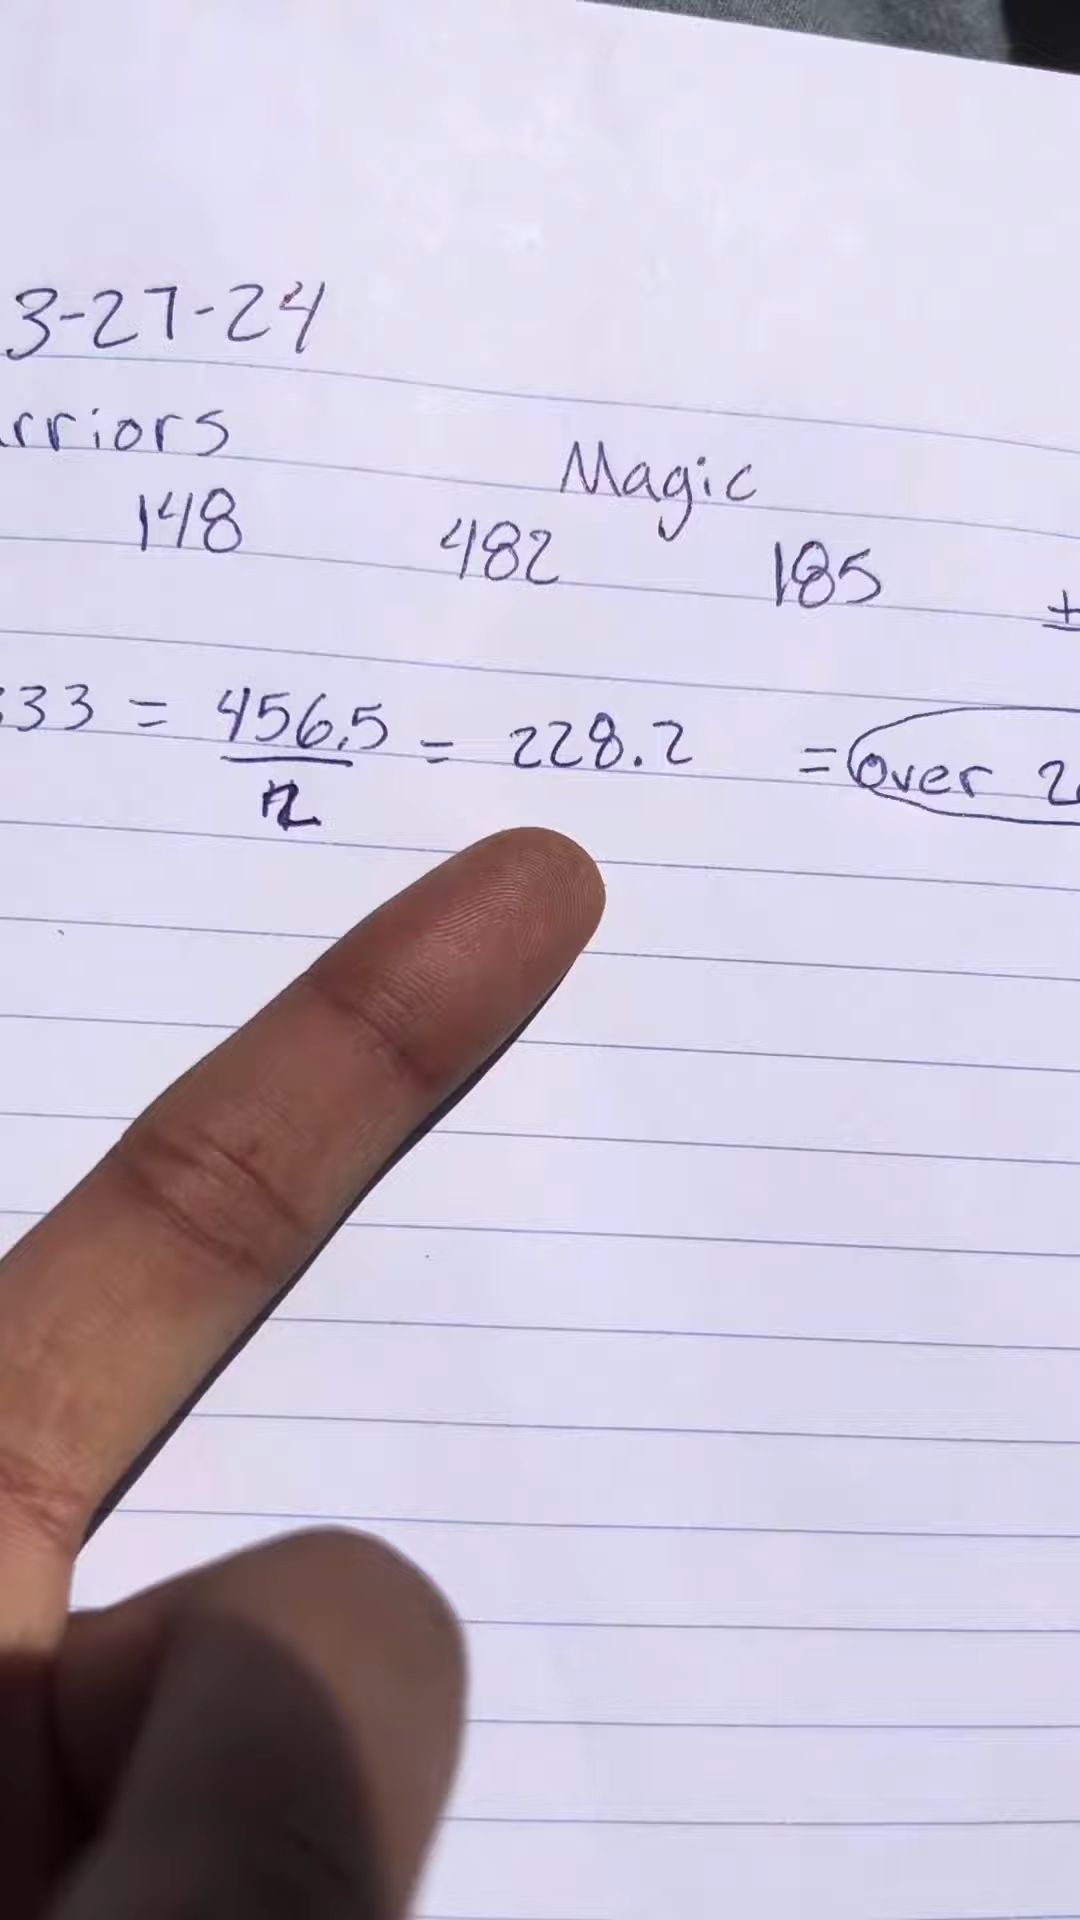 3-27-24
rriors Magic
148 482 185 +
33 = 456.5 = 228.2 = over 2
2